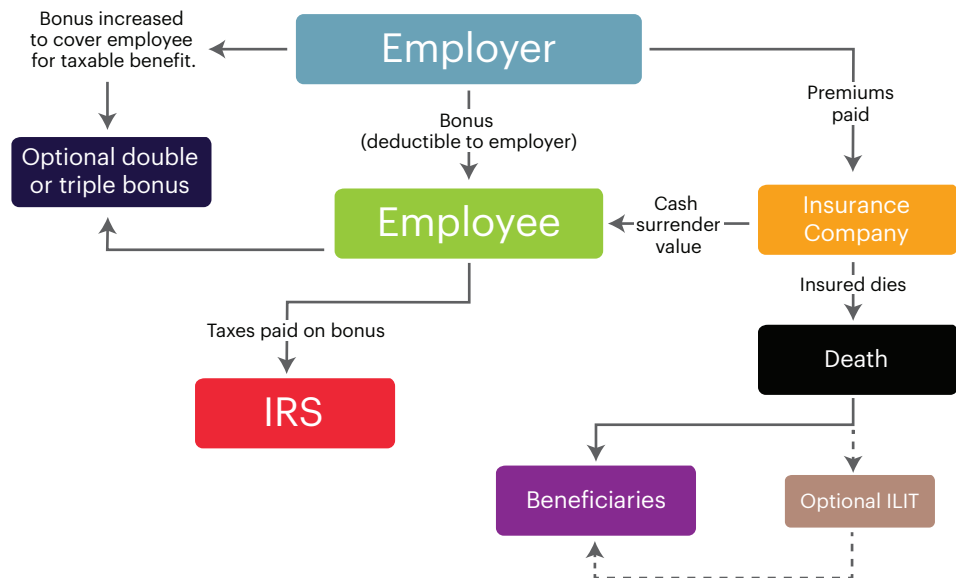 Bonus increased
to cover employee
for taxable benefit.
Employer
Premiums
paid
Bonus
(deductible to employer)
Optional double
or triple bonus
Employee
Cash
surrender
value
Insurance
Company
Insured dies
Taxes paid on bonus
Death
IRS
Beneficiaries
Optional ILIT